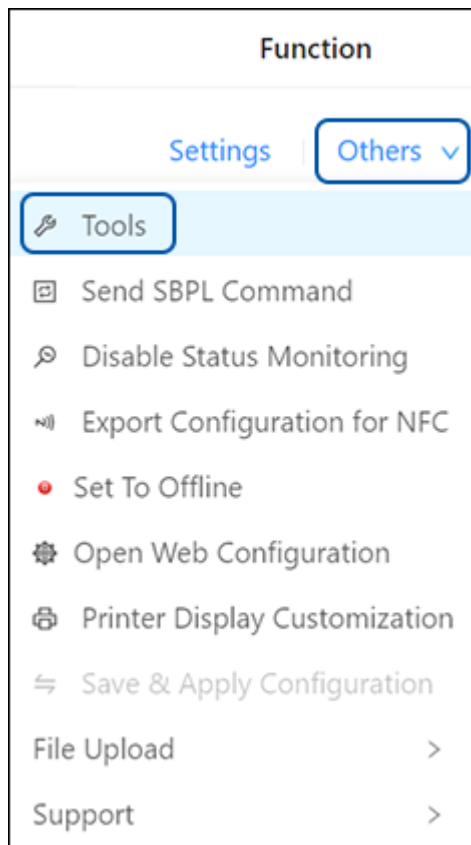 Function
Settings Others
Tools
Send SBPL Command
Disable Status Monitoring
Export Configuration for NFC
Set To Offline
Open Web Configuration
Printer Display Customization
Save & Apply Configuration
File Upload
Support